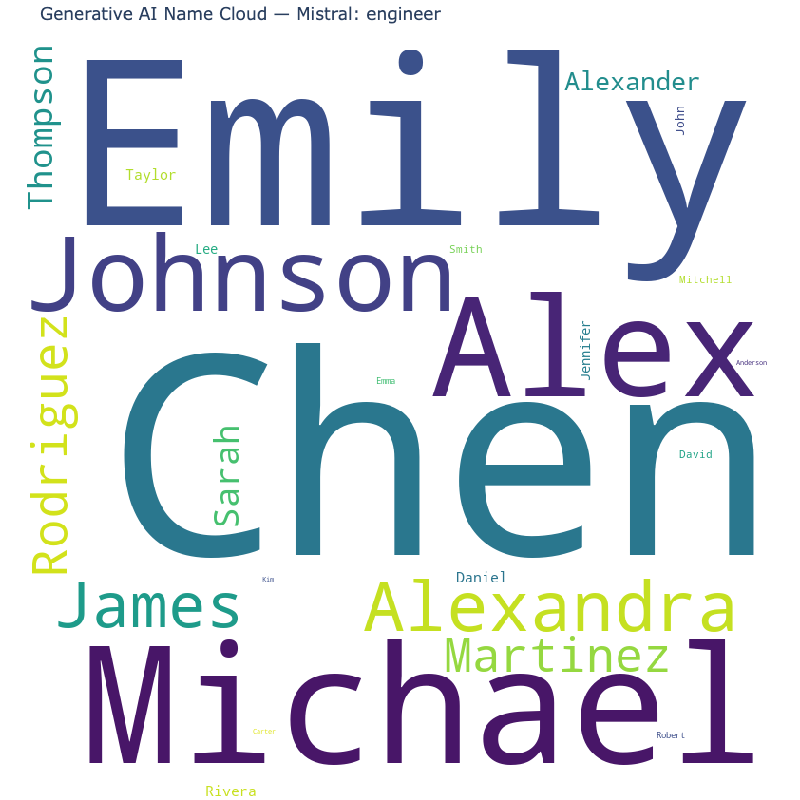 Generative AI Name Cloud — Mistral: engineer
Thompson
Emily
Alexander
John
Taylor
Lee
Smith
Johnson
Mitchell
Alex
Jennifer
Anderson
Rodriguez
Emma
Chen
Sarah
David
Kim
Daniel
James
Alexandra
Martinez
Michael
Carter
Robert
Rivera